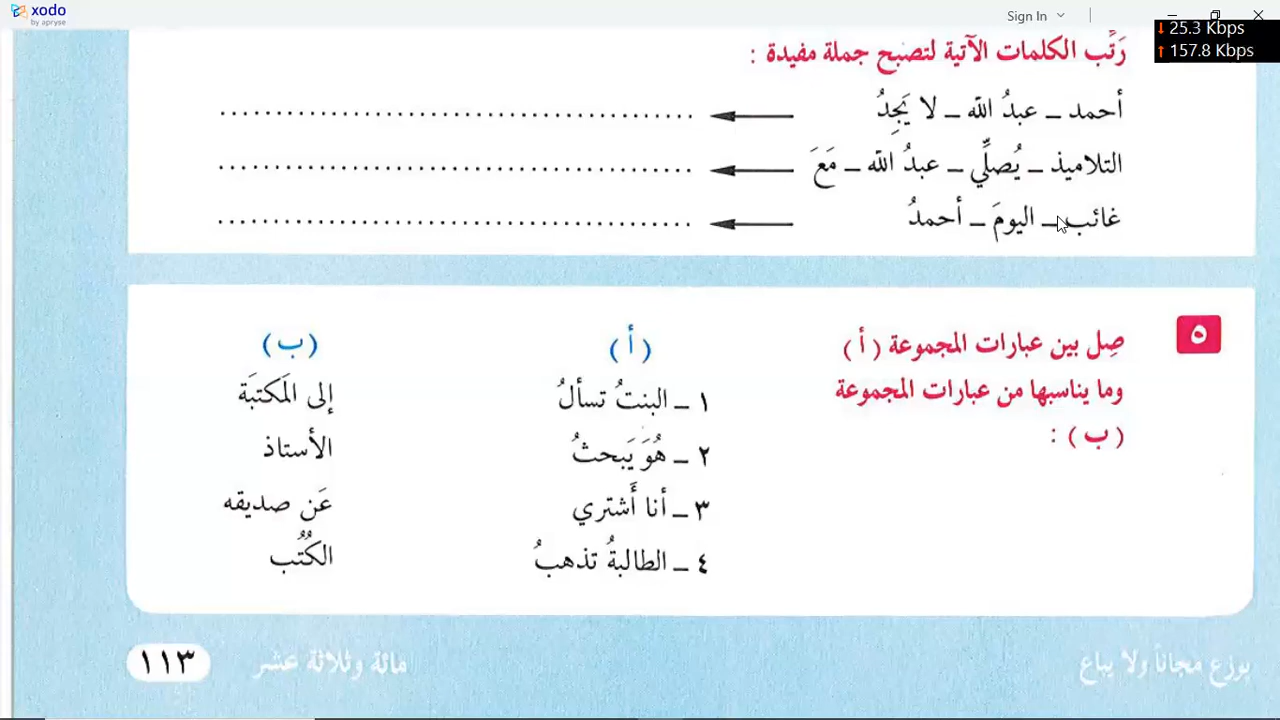 xodo
by apryse
Sign In
25.3 Kbps
157.8 Kbps
رَتِّب الكلمات الآتية لتصبح جملة مفيدة :
أحمد ـ عبدُ الله ـ لا يَجِدُ ..........................................
التلاميذ ـ يُصلِّي ـ عبدُ الله ـ مَعَ ..........................................
غائب ـ اليومَ ـ أحمدُ ..........................................
٥
صِل بين عبارات المجموعة ( أ )
وما يناسبها من عبارات المجموعة
( ب ) :
( أ ) ( ب )
١ ـ البنتُ تسألُ إلى المَكتبَة
٢ ـ هُوَ يَبحثُ الأستاذ
٣ ـ أنا أَشتري عَن صديقه
٤ ـ الطالبةُ تذهبُ الكُتُب
يوزع مجاناً ولا يباع
مائة وثلاثة عشر
١١٣